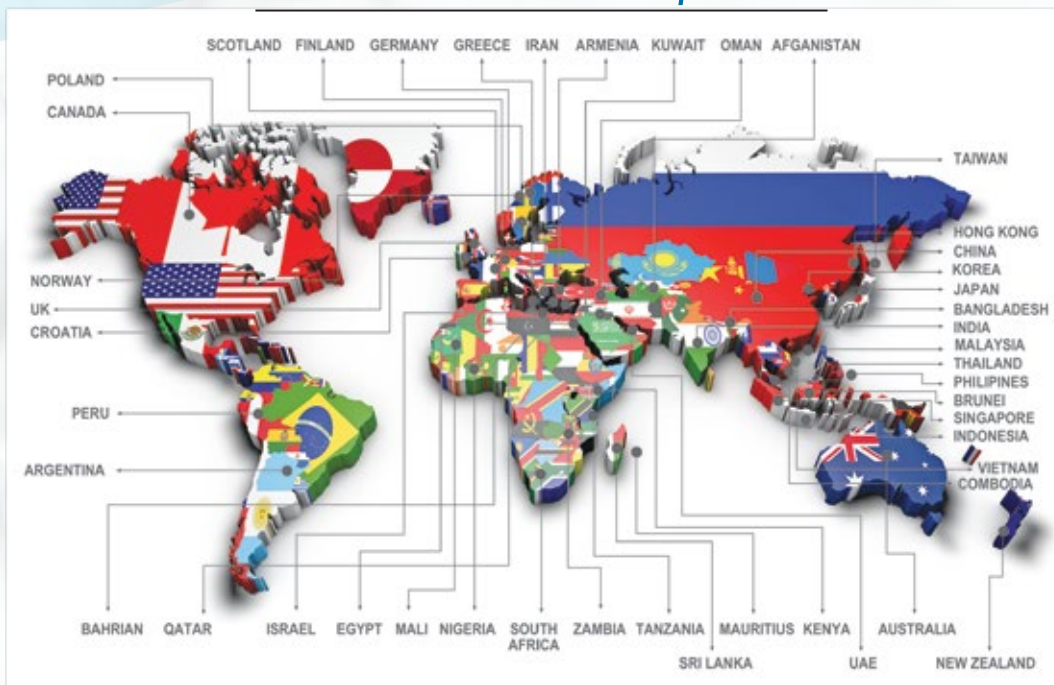 SCOTLAND FINLAND GERMANY GREECE IRAN ARMENIA KUWAIT OMAN AFGANISTAN
POLAND
CANADA
TAIWAN
NORWAY
UK
CROATIA
HONG KONG
CHINA
KOREA
JAPAN
BANGLADESH
INDIA
MALAYSIA
THAILAND
PHILIPINES
BRUNEI
SINGAPORE
INDONESIA
VIETNAM
COMBODIA
PERU
ARGENTINA
BAHRIAN QATAR ISRAEL EGYPT MALI NIGERIA SOUTH AFRICA ZAMBIA TANZANIA MAURITIUS KENYA AUSTRALIA
SRI LANKA UAE NEW ZEALAND